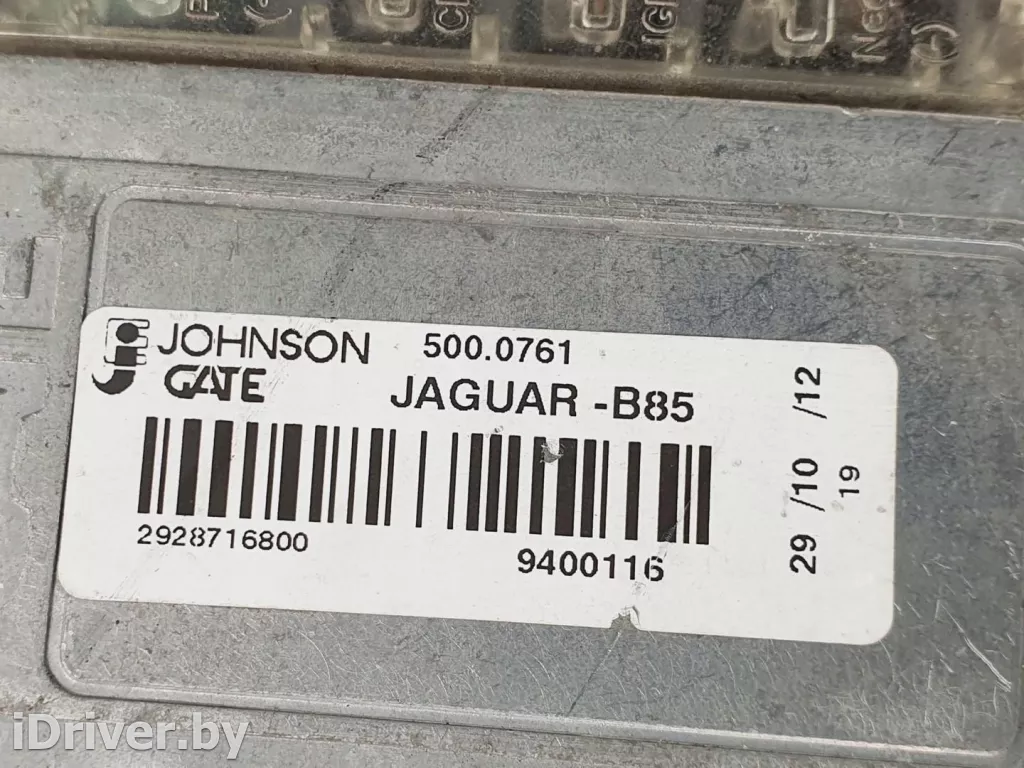 JOHNSON
GATE
500.0761
JAGUAR -B85
2928716800
9400116
29 /10 /12
19
iDriver.by